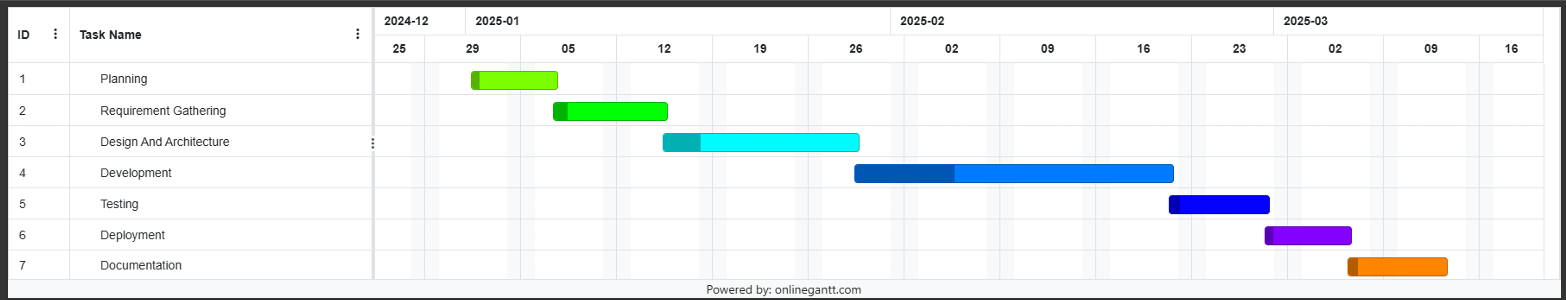 ID Task Name 2024-12 2025-01 2025-02 2025-03
25 29 05 12 19 26 02 09 16 23 02 09 16
1 Planning
2 Requirement Gathering
3 Design And Architecture
4 Development
5 Testing
6 Deployment
7 Documentation
Powered by: onlinegantt.com